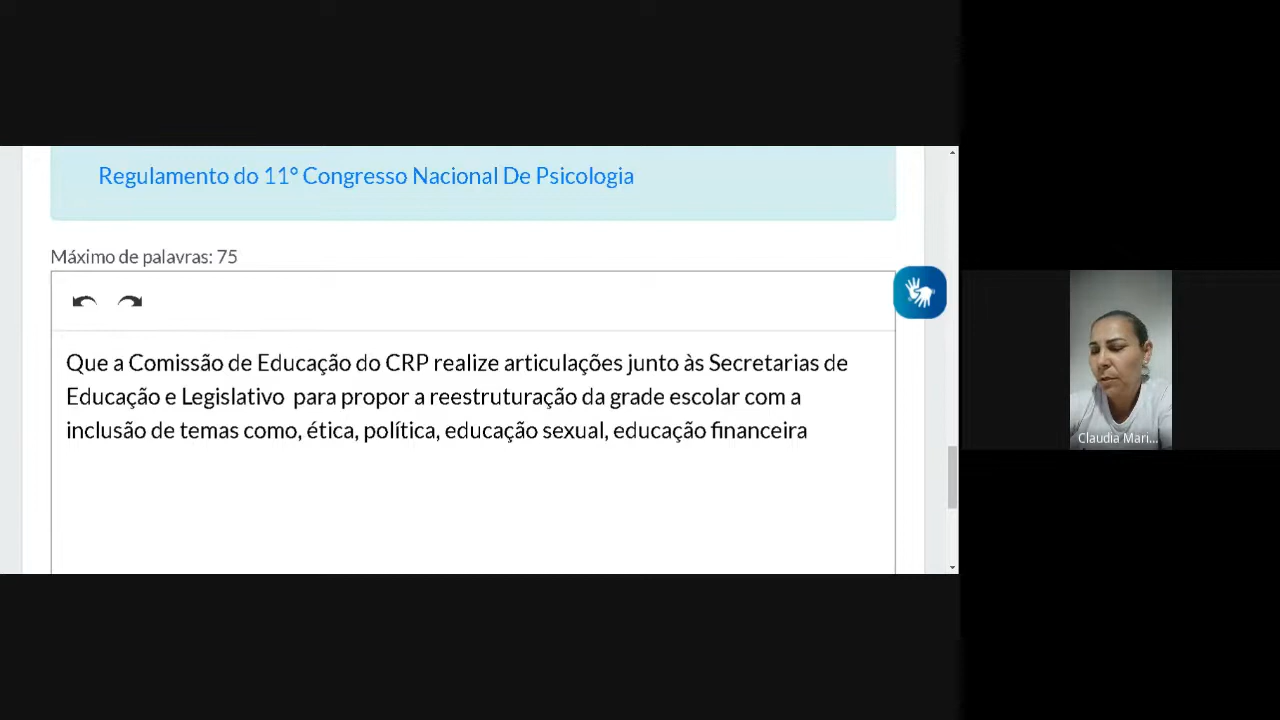 Regulamento do 11° Congresso Nacional De Psicologia
Máximo de palavras: 75
Que a Comissão de Educação do CRP realize articulações junto às Secretarias de
Educação e Legislativo para propor a reestruturação da grade escolar com a
inclusão de temas como, ética, política, educação sexual, educação financeira
Claudia Mari...